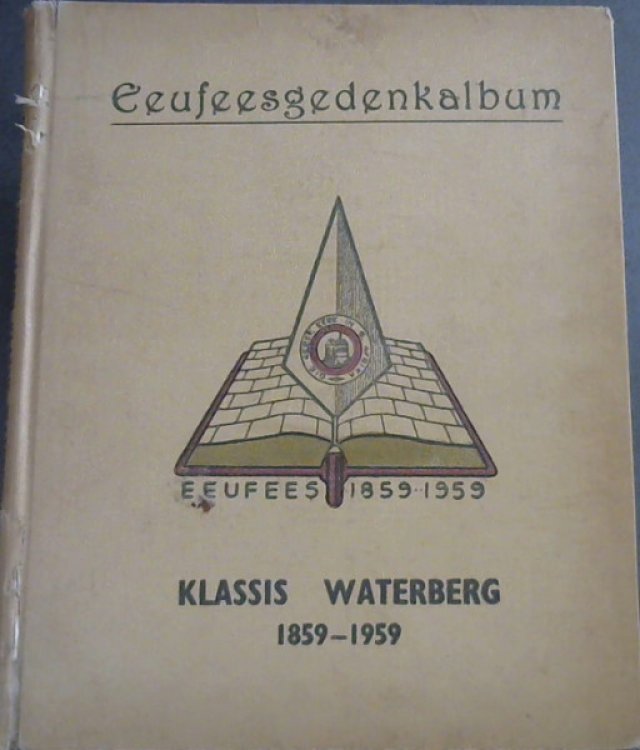 Eeufeesgedenkalbum
EEUFEES 1859-1959
KLASSIS WATERBERG
1859-1959